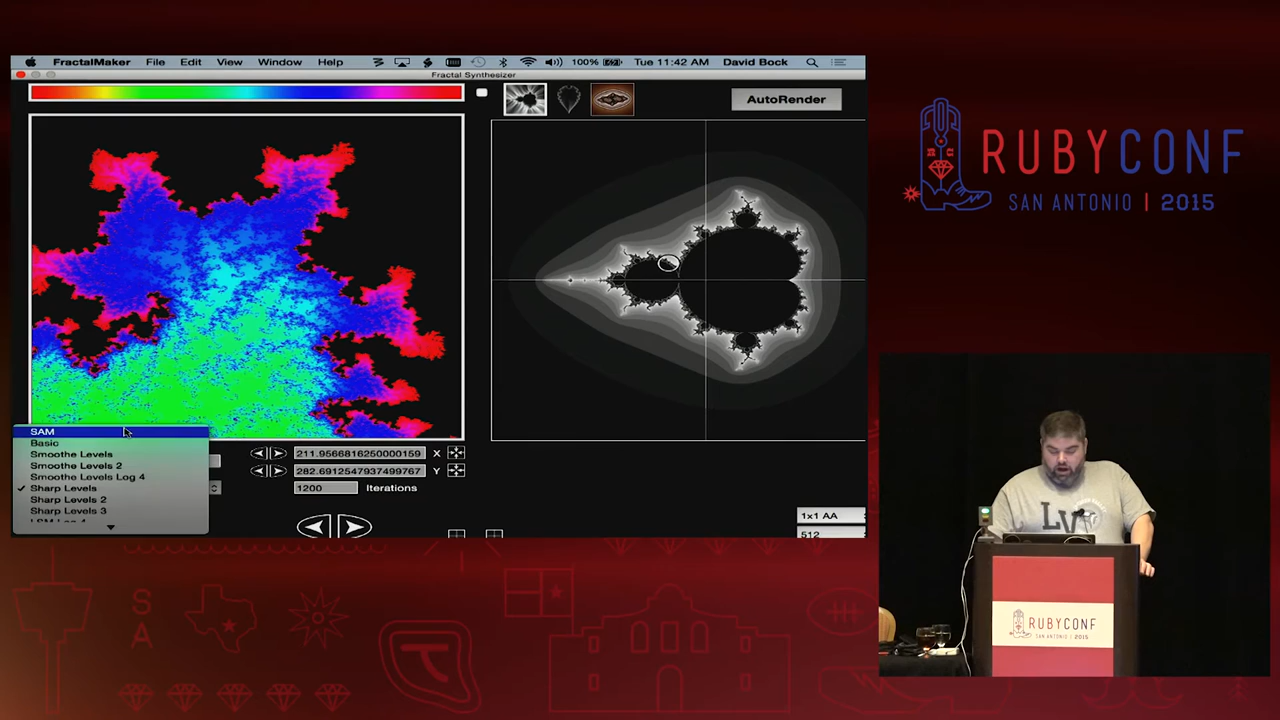 FractalMaker File Edit View Window Help 100% Tue 11:42 AM David Bock
Fractal Synthesizer
AutoRender
SAM
Basic
Smoothe Levels
Smoothe Levels 2
Smoothe Levels Log 4
Sharp Levels
Sharp Levels 2
Sharp Levels 3
211.9566816250000159 X
282.6912547937499767 Y
1200 Iterations
1x1 AA
512
RUBYCONF
SAN ANTONIO | 2015
LV
RUBYCONF
SAN ANTONIO | 2015
S
A